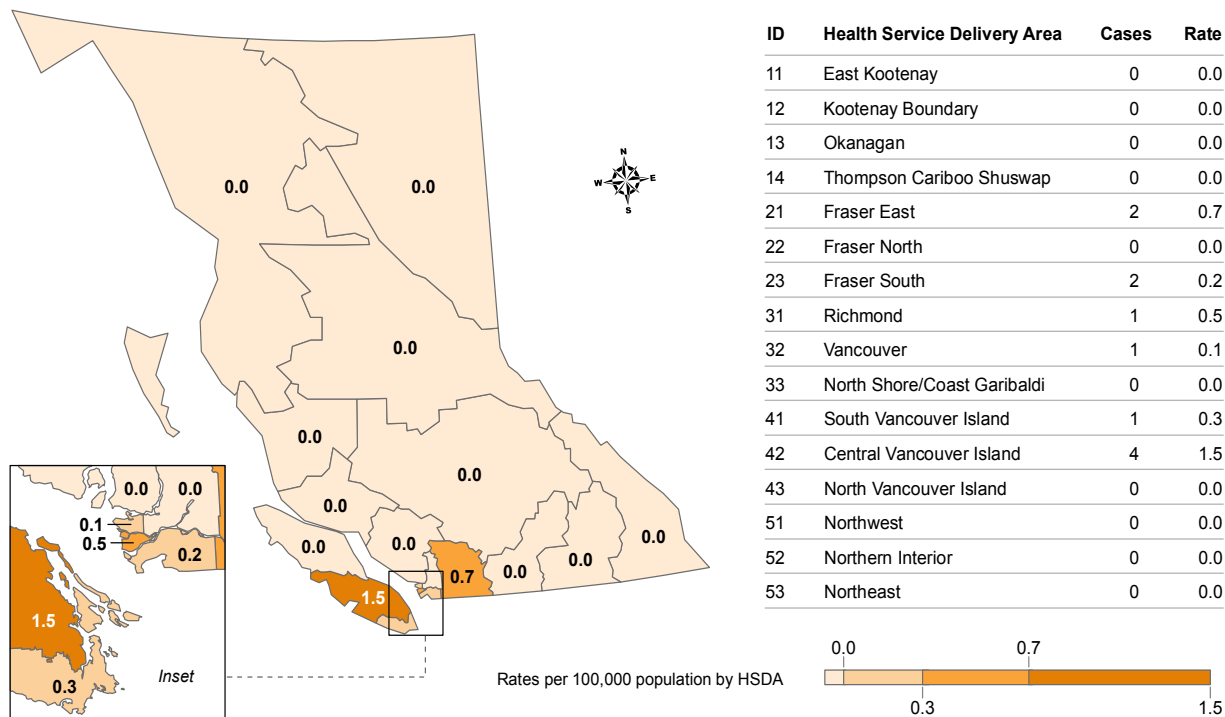 ID Health Service Delivery Area Cases Rate
11 East Kootenay 0 0.0
12 Kootenay Boundary 0 0.0
13 Okanagan 0 0.0
14 Thompson Cariboo Shuswap 0 0.0
21 Fraser East 2 0.7
22 Fraser North 0 0.0
23 Fraser South 2 0.2
31 Richmond 1 0.5
32 Vancouver 1 0.1
33 North Shore/Coast Garibaldi 0 0.0
41 South Vancouver Island 1 0.3
42 Central Vancouver Island 4 1.5
43 North Vancouver Island 0 0.0
51 Northwest 0 0.0
52 Northern Interior 0 0.0
53 Northeast 0 0.0
N
W E
S
0.0 0.0
0.0
0.0
0.0
0.0
0.0 0.0 0.0
0.7 0.0 0.0
1.5
0.0 0.0
0.1
0.5
0.2
1.5
0.3
Inset
Rates per 100,000 population by HSDA
0.0 0.7
0.3 1.5